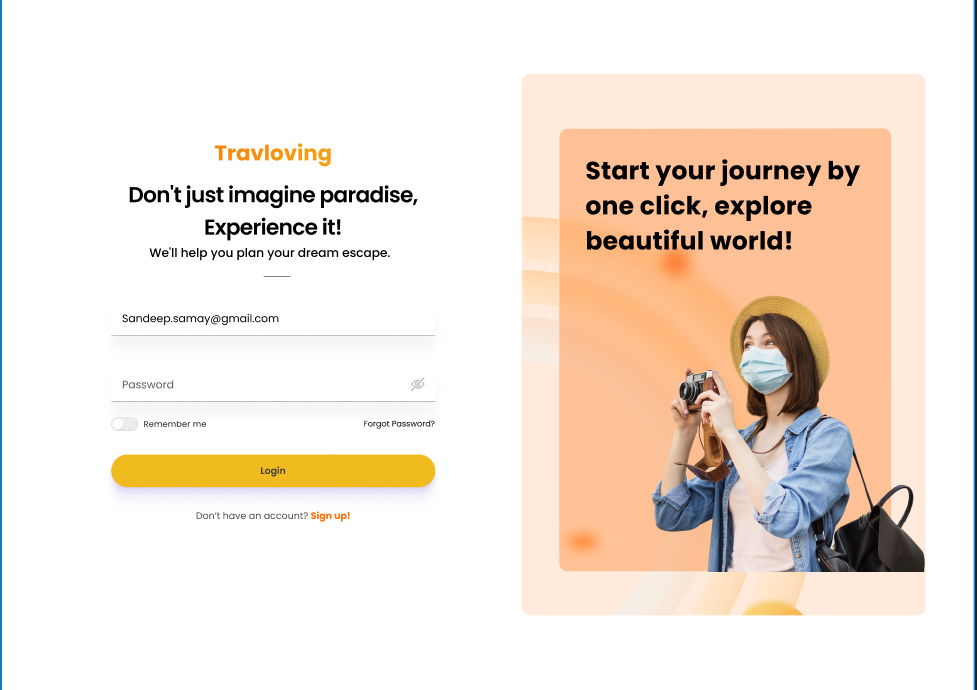 Travloving
Don't just imagine paradise,
Experience it!
We'll help you plan your dream escape.
Sandeep.samay@gmail.com
Password
Remember me
Forgot Password?
Login
Don't have an account? Sign up!
Start your journey by
one click, explore
beautiful world!